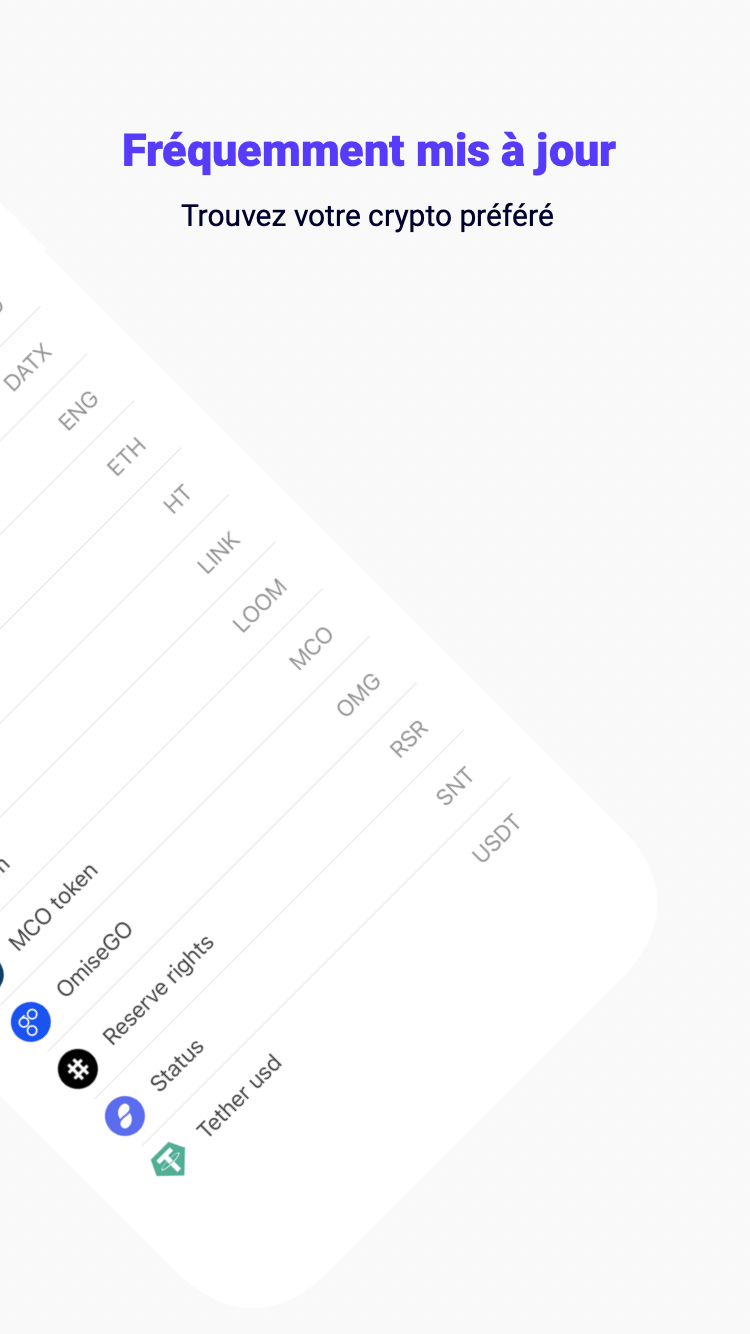 Fréquemment mis à jour
Trouvez votre crypto préféré
DATX
ENG
ETH
HT
LINK
LOOM
MCO token MCO
OmiseGO OMG
Reserve rights RSR
Status SNT
Tether usd USDT